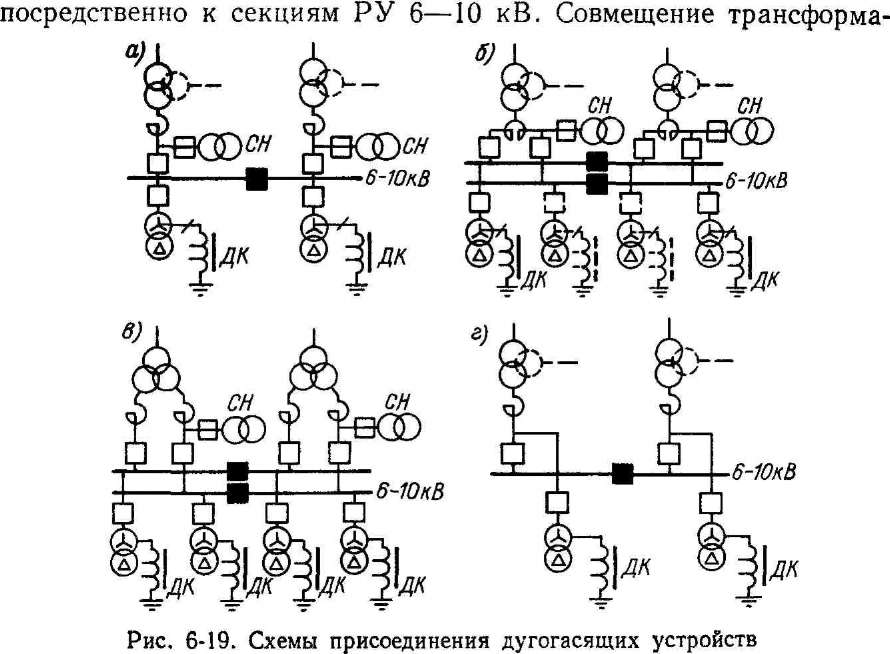 посредственно к секциям РУ 6—10 кВ. Совмещение трансформа-
а)
СН
СН
6-10кВ
ДК
ДК
б)
СН
СН
6-10кВ
ДК
ДК
в)
СН
СН
6-10кВ
ДК
ДК
ДК
ДК
г)
6-10кВ
ДК
ДК
Рис. 6-19. Схемы присоединения дугогасящих устройств